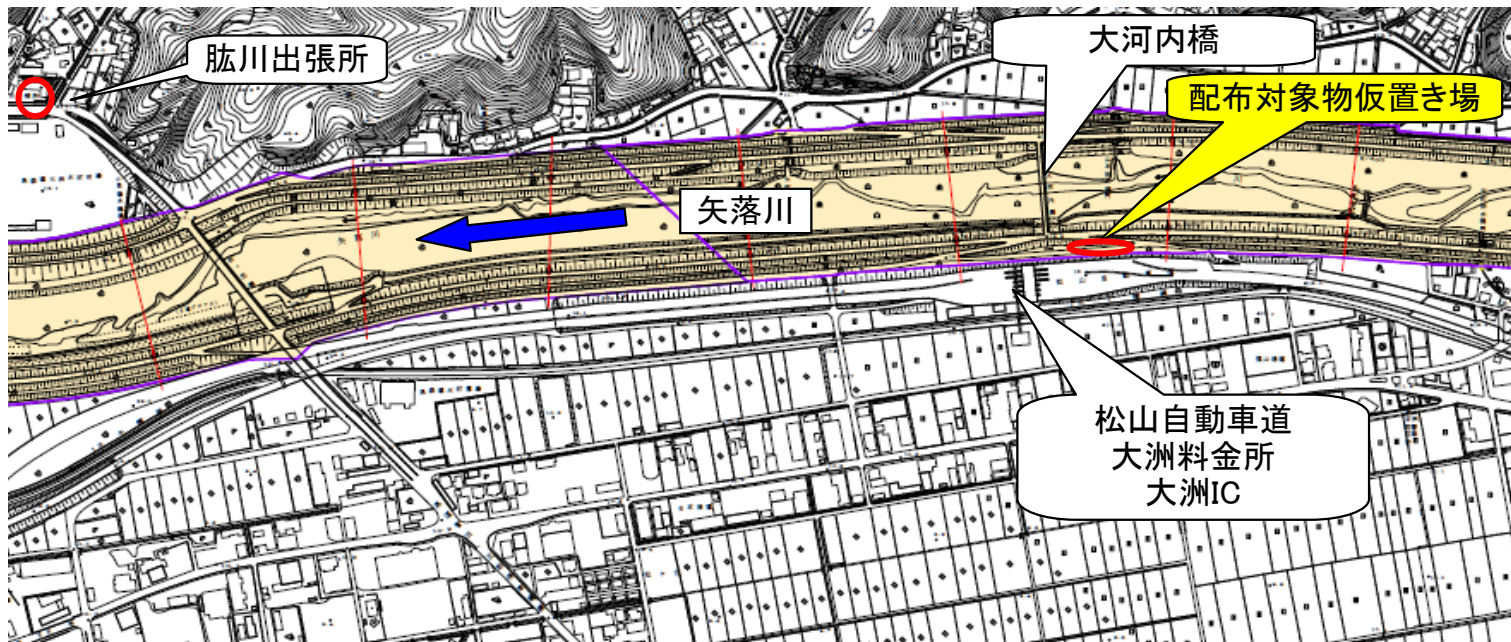 肱川出張所
大河内橋
配布対象物仮置き場
矢落川
松山自動車道
大洲料金所
大洲IC